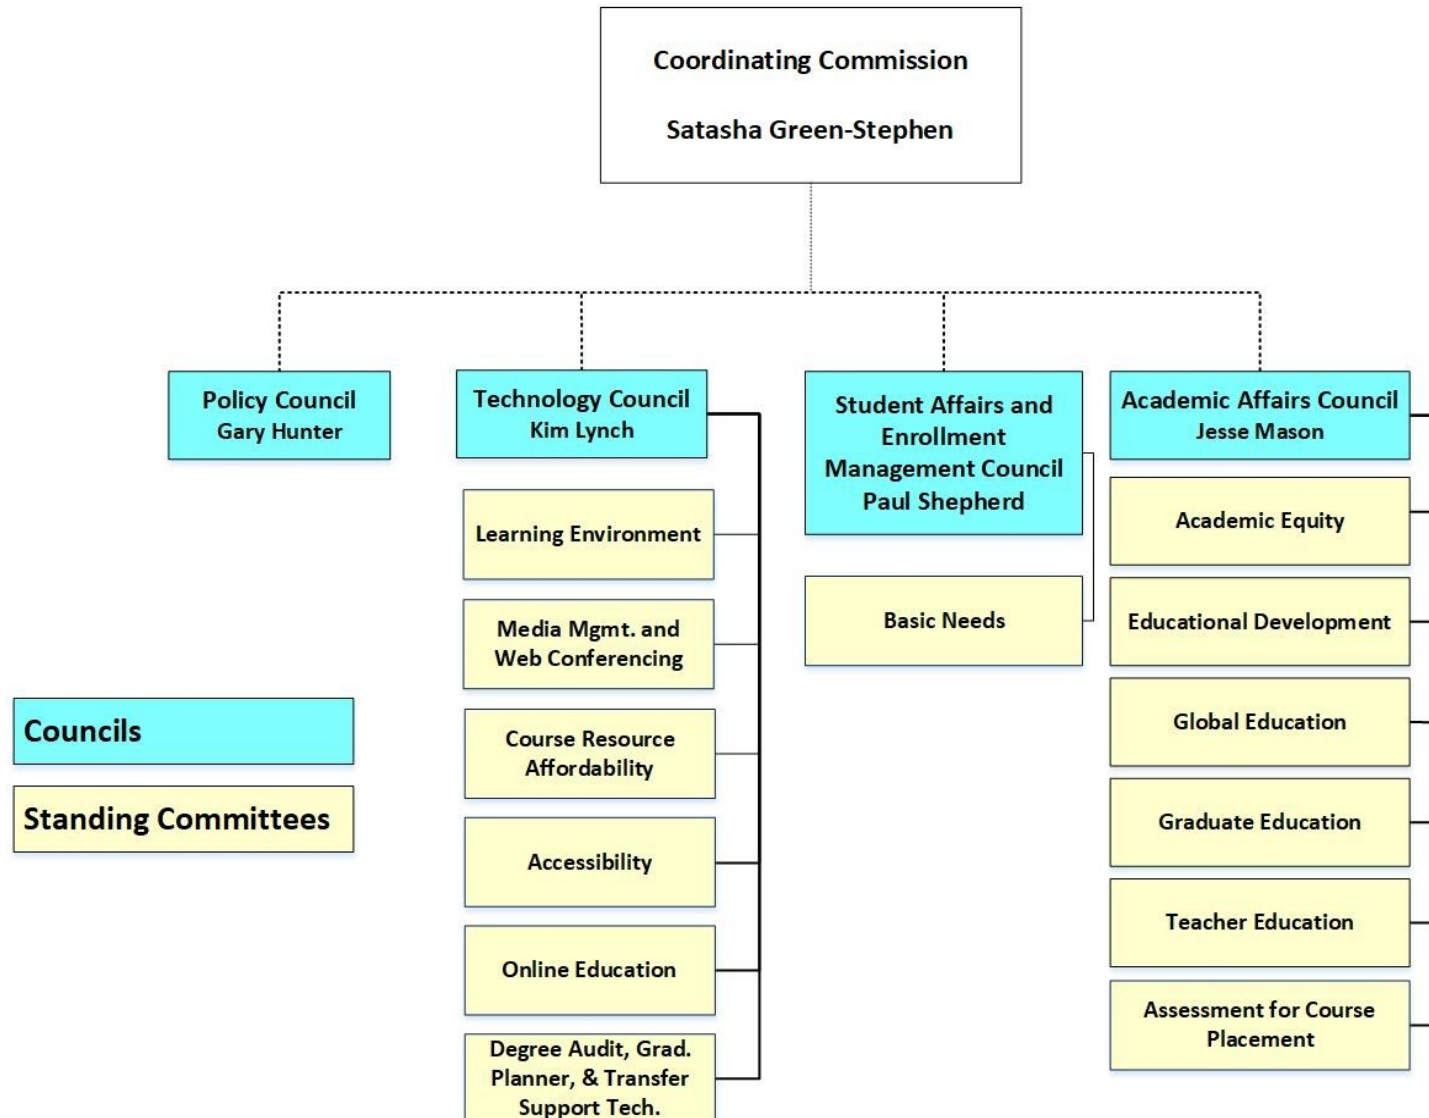 Coordinating Commission
Satasha Green-Stephen
Policy Council
Gary Hunter
Technology Council
Kim Lynch
Learning Environment
Media Mgmt. and
Web Conferencing
Course Resource
Affordability
Accessibility
Online Education
Degree Audit, Grad.
Planner, & Transfer
Support Tech.
Student Affairs and
Enrollment
Management Council
Paul Shepherd
Basic Needs
Academic Affairs Council
Jesse Mason
Academic Equity
Educational Development
Global Education
Graduate Education
Teacher Education
Assessment for Course
Placement
Councils
Standing Committees